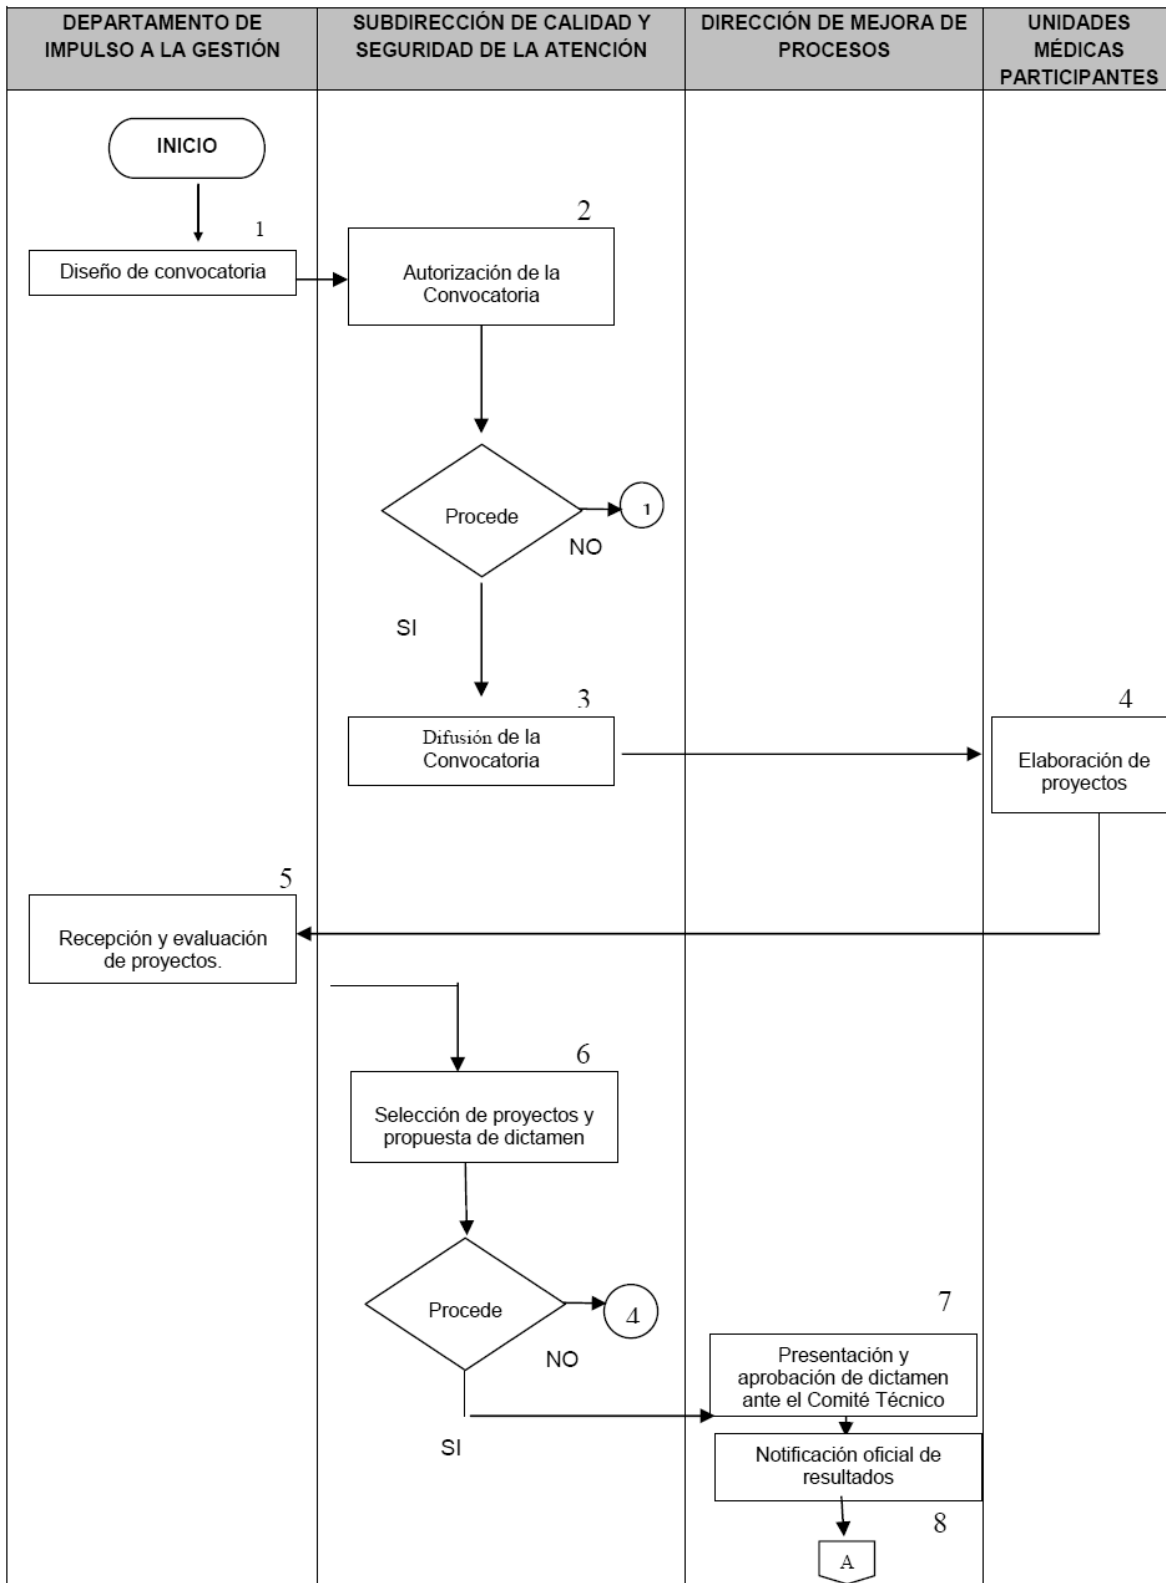 DEPARTAMENTO DE
IMPULSO A LA GESTIÓN
SUBDIRECCIÓN DE CALIDAD Y
SEGURIDAD DE LA ATENCIÓN
DIRECCIÓN DE MEJORA DE
PROCESOS
UNIDADES
MÉDICAS
PARTICIPANTES
INICIO
1
Diseño de convocatoria
2
Autorización de la
Convocatoria
Procede
1
NO
SI
3
Difusión de la
Convocatoria
4
Elaboración de
proyectos
5
Recepción y evaluación
de proyectos.
6
Selección de proyectos y
propuesta de dictamen
Procede
4
NO
SI
7
Presentación y
aprobación de dictamen
ante el Comité Técnico
Notificación oficial de
resultados
8
A